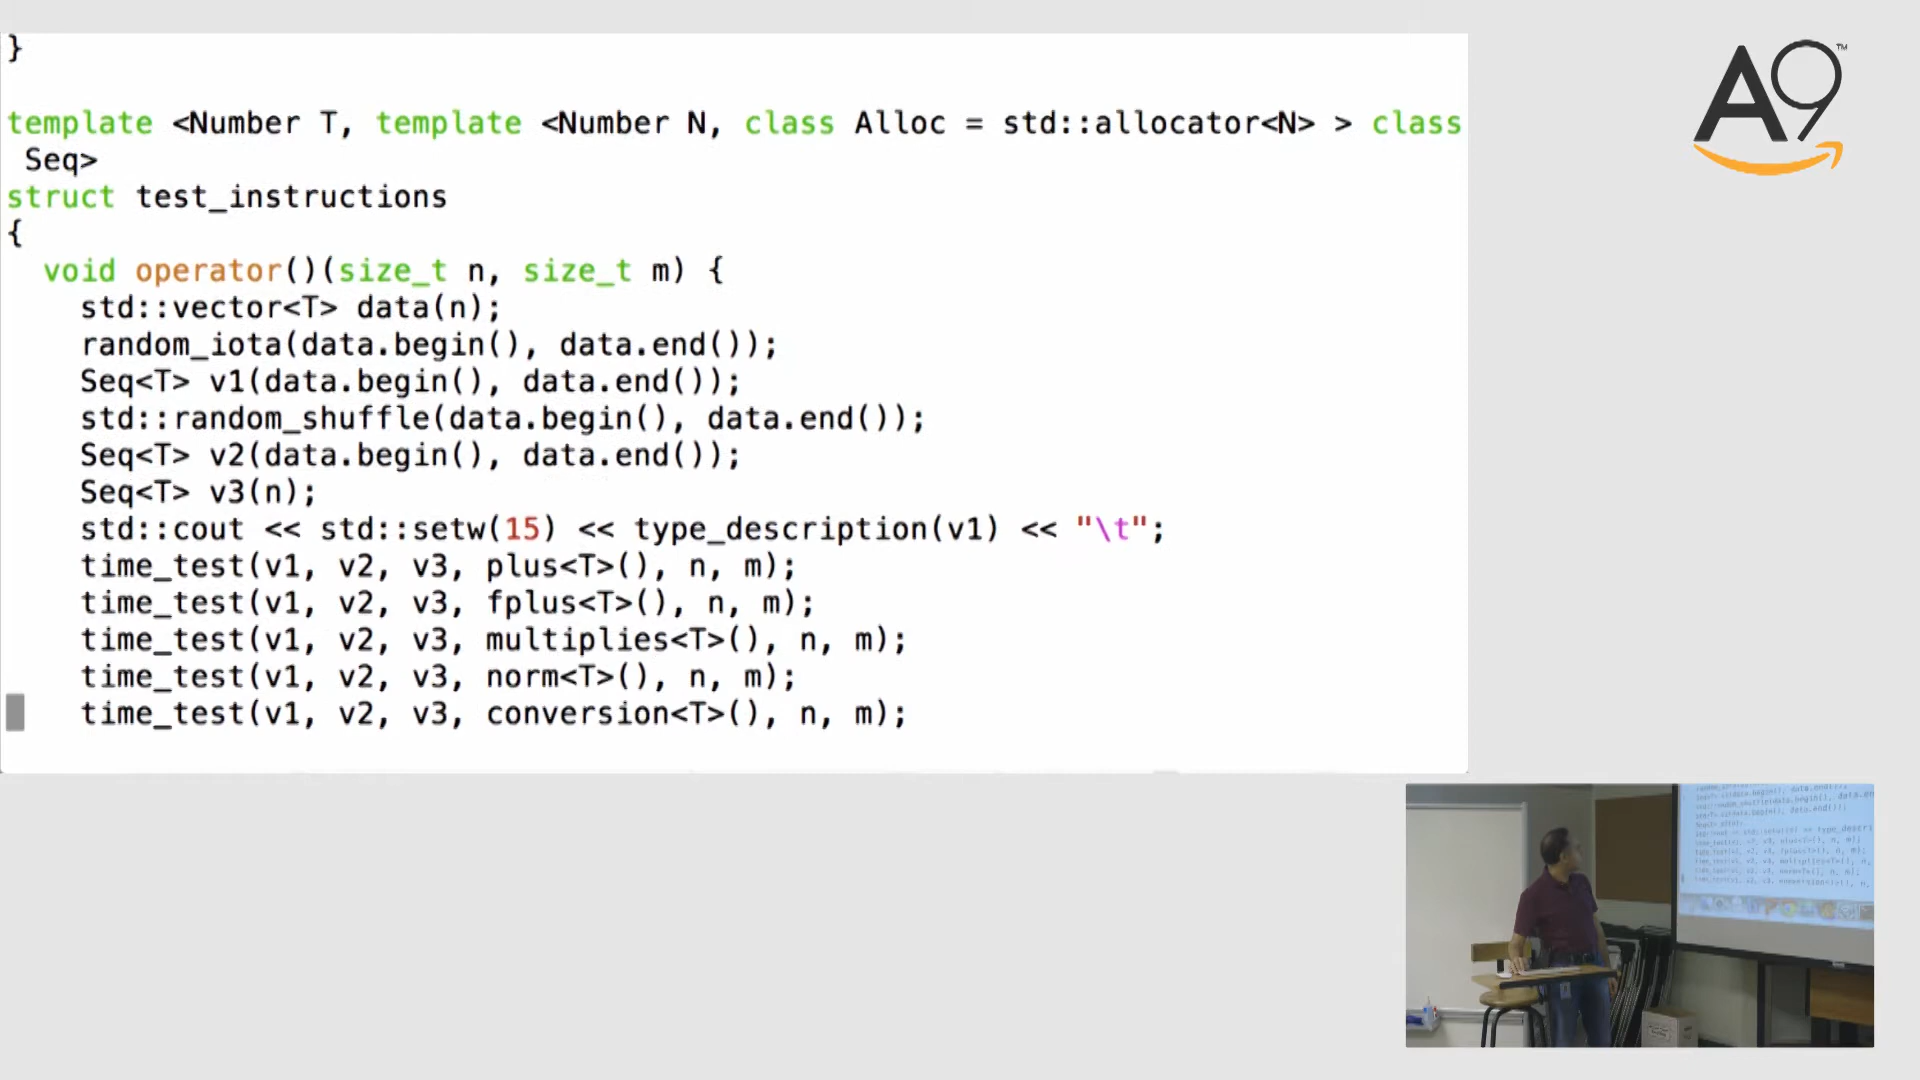 }
template <Number T, template <Number N, class Alloc = std::allocator<N> > class
Seq>
struct test_instructions
{
void operator()(size_t n, size_t m) {
std::vector<T> data(n);
random_iota(data.begin(), data.end());
Seq<T> v1(data.begin(), data.end());
std::random_shuffle(data.begin(), data.end());
Seq<T> v2(data.begin(), data.end());
Seq<T> v3(n);
std::cout << std::setw(15) << type_description(v1) << "\t";
time_test(v1, v2, v3, plus<T>(), n, m);
time_test(v1, v2, v3, fplus<T>(), n, m);
time_test(v1, v2, v3, multiplies<T>(), n, m);
time_test(v1, v2, v3, norm<T>(), n, m);
time_test(v1, v2, v3, conversion<T>(), n, m);
A9™